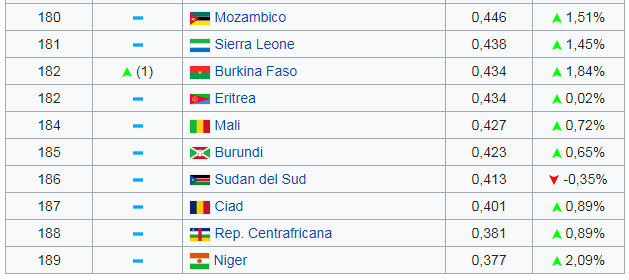 180 Mozambico 0,446 1,51%
181 Sierra Leone 0,438 1,45%
182 (1) Burkina Faso 0,434 1,84%
182 Eritrea 0,434 0,02%
184 Mali 0,427 0,72%
185 Burundi 0,423 0,65%
186 Sudan del Sud 0,413 -0,35%
187 Ciad 0,401 0,89%
188 Rep. Centrafricana 0,381 0,89%
189 Niger 0,377 2,09%